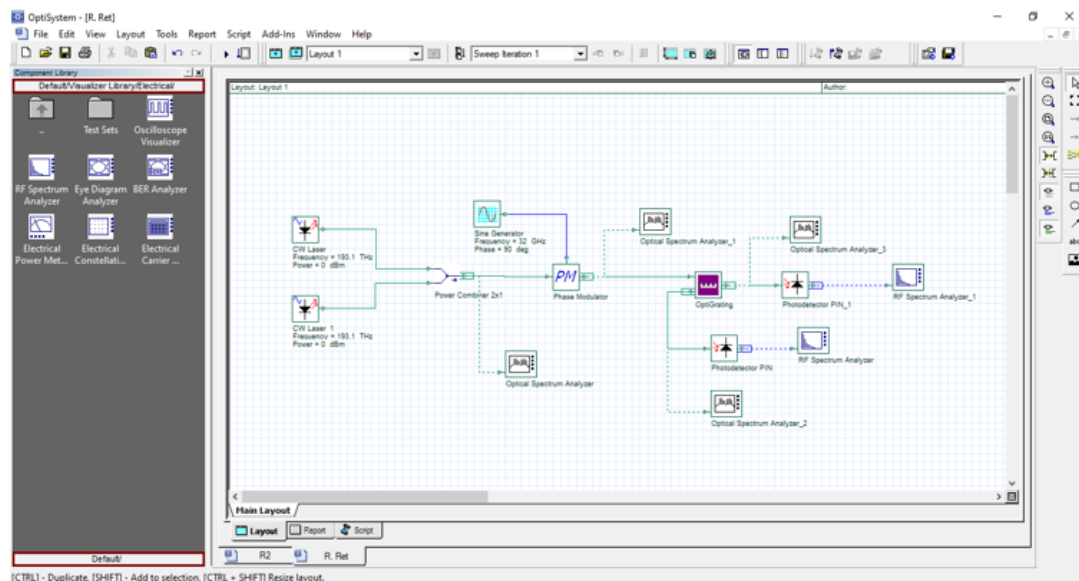 OptiSystem - [R. Ret]
File Edit View Layout Tools Report Script Add-Ins Window Help
Layout 1
Sweep Iteration 1
Component Library
Default/Visualizer Library/Electrical/
..
Test Sets
Oscilloscope
Visualizer
RF Spectrum
Analyzer
Eye Diagram
Analyzer
BER Analyzer
Electrical
Power Met...
Electrical
Constellati...
Electrical
Carrier ...
Default/
Layout: Layout 1
Author:
CW Laser
Frequency = 193.1 THz
Power = 0 dBm
CW Laser 1
Frequency = 193.1 THz
Power = 0 dBm
Sine Generator
Frequency = 32 GHz
Phase = 90 deg
Power Combiner 2x1
PM
Phase Modulator
Optical Spectrum Analyzer
Optical Spectrum Analyzer_1
Optical Spectrum Analyzer_3
OptiGrating
Photodetector PIN_1
RF Spectrum Analyzer_1
Photodetector PIN
RF Spectrum Analyzer
Optical Spectrum Analyzer_2
Main Layout
Layout Report Script
R2 R. Ret
[CTRL] - Duplicate, [SHIFT] - Add to selection, [CTRL + SHIFT] Resize layout.